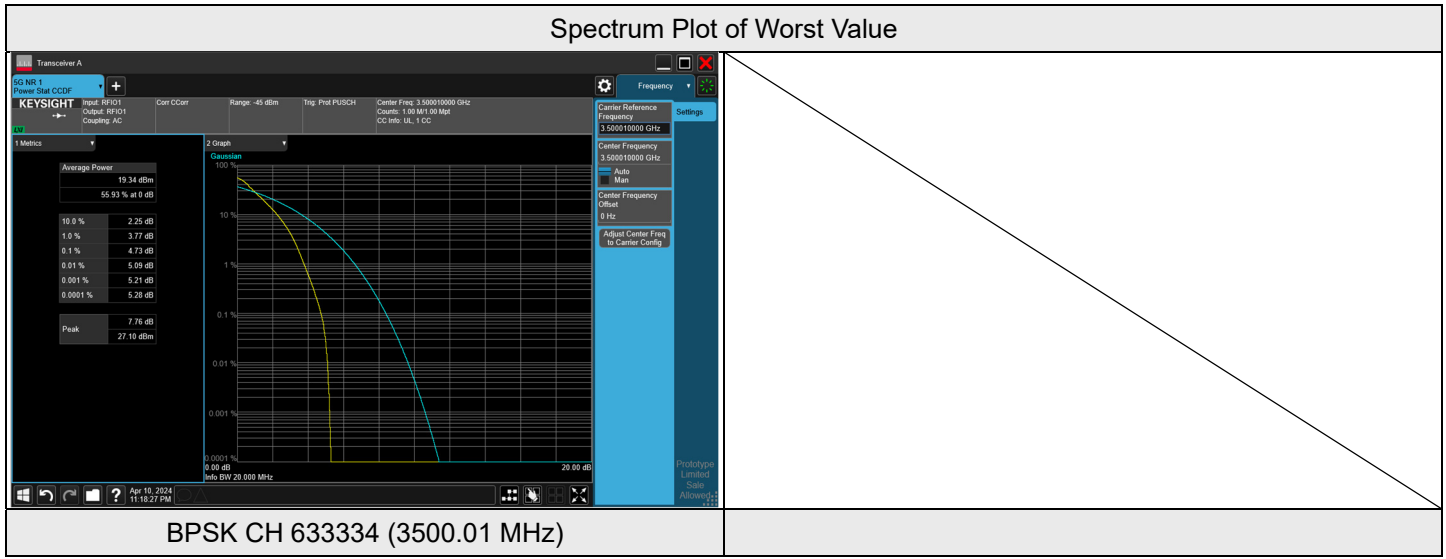 Spectrum Plot of Worst Value
Transceiver A
5G NR 1
Power Stat CCDF
Frequency
KEYSIGHT
Input: RFIO1
Output: RFIO1
Coupling: AC
Corr CCorr
Range: -45 dBm
Trig: Prot PUSCH
Center Freq: 3.500010000 GHz
Counts: 1.00 M/1.00 Mpt
CC Info: UL, 1 CC
LXI
Carrier Reference
Frequency
3.500010000 GHz
Settings
Center Frequency
3.500010000 GHz
Auto
Man
Center Frequency
Offset
0 Hz
Adjust Center Freq
to Carrier Config
1 Metrics
Average Power
19.34 dBm
55.93 % at 0 dB
10.0 % 2.25 dB
1.0 % 3.77 dB
0.1 % 4.73 dB
0.01 % 5.09 dB
0.001 % 5.21 dB
0.0001 % 5.28 dB
Peak
7.76 dB
27.10 dBm
2 Graph
Gaussian
100 %
10 %
1 %
0.1 %
0.01 %
0.001 %
0.0001 %
0.00 dB 20.00 dB
Info BW 20.000 MHz
Prototype
Limited
Sale
Allowed
Apr 10, 2024
11:18:27 PM
BPSK CH 633334 (3500.01 MHz)